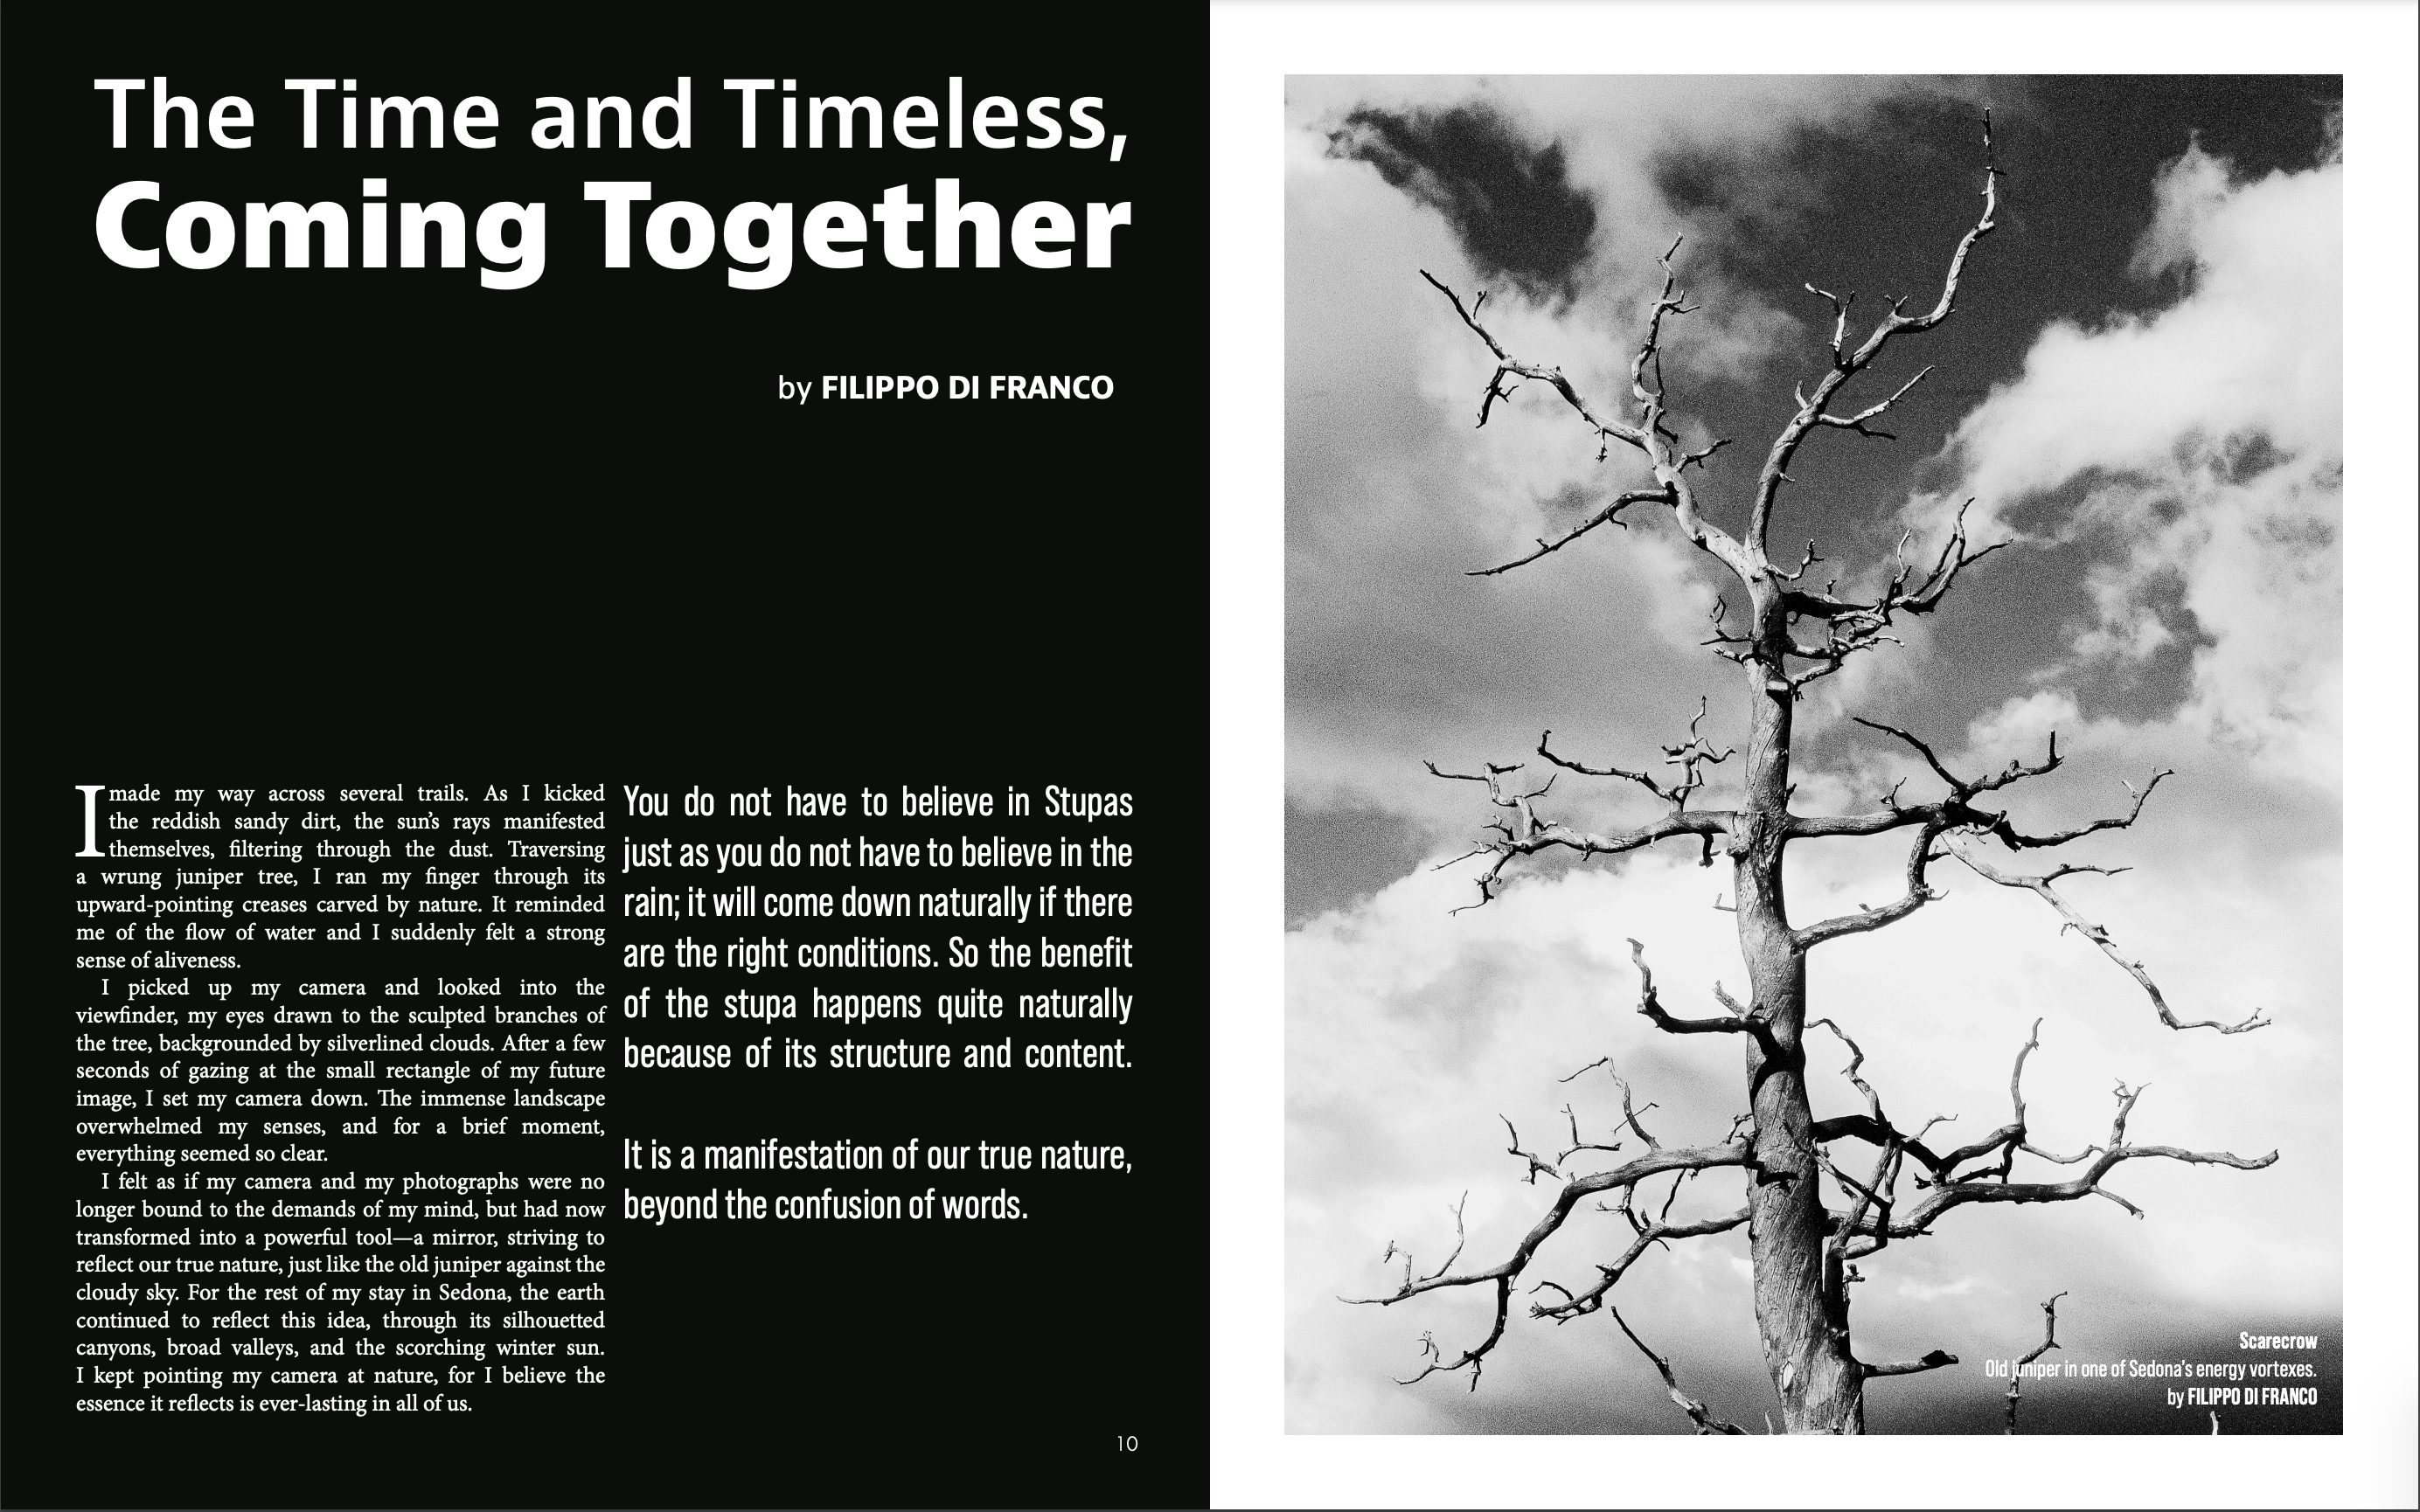 The Time and Timeless,
Coming Together
by FILIPPO DI FRANCO
I made my way across several trails. As I kicked
the reddish sandy dirt, the sun’s rays manifested
themselves, filtering through the dust. Traversing
a wrung juniper tree, I ran my finger through its
upward-pointing creases carved by nature. It reminded
me of the flow of water and I suddenly felt a strong
sense of aliveness.
I picked up my camera and looked into the
viewfinder, my eyes drawn to the sculpted branches of
the tree, backgrounded by silverlined clouds. After a few
seconds of gazing at the small rectangle of my future
image, I set my camera down. The immense landscape
overwhelmed my senses, and for a brief moment,
everything seemed so clear.
I felt as if my camera and my photographs were no
longer bound to the demands of my mind, but had now
transformed into a powerful tool—a mirror, striving to
reflect our true nature, just like the old juniper against the
cloudy sky. For the rest of my stay in Sedona, the earth
continued to reflect this idea, through its silhouetted
canyons, broad valleys, and the scorching winter sun.
I kept pointing my camera at nature, for I believe the
essence it reflects is ever-lasting in all of us.
You do not have to believe in Stupas
just as you do not have to believe in the
rain; it will come down naturally if there
are the right conditions. So the benefit
of the stupa happens quite naturally
because of its structure and content.
It is a manifestation of our true nature,
beyond the confusion of words.
10
Scarecrow
Old juniper in one of Sedona's energy vortexes.
by FILIPPO DI FRANCO